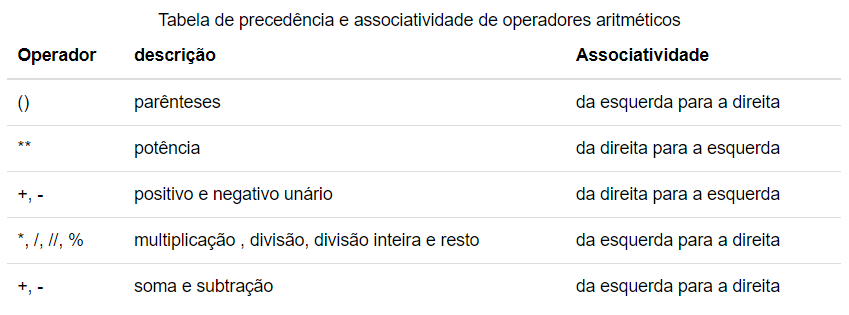 Tabela de precedência e associatividade de operadores aritméticos
Operador descrição Associatividade
() parênteses da esquerda para a direita
** potência da direita para a esquerda
+, - positivo e negativo unário da direita para a esquerda
*, /, //, % multiplicação , divisão, divisão inteira e resto da esquerda para a direita
+, - soma e subtração da esquerda para a direita